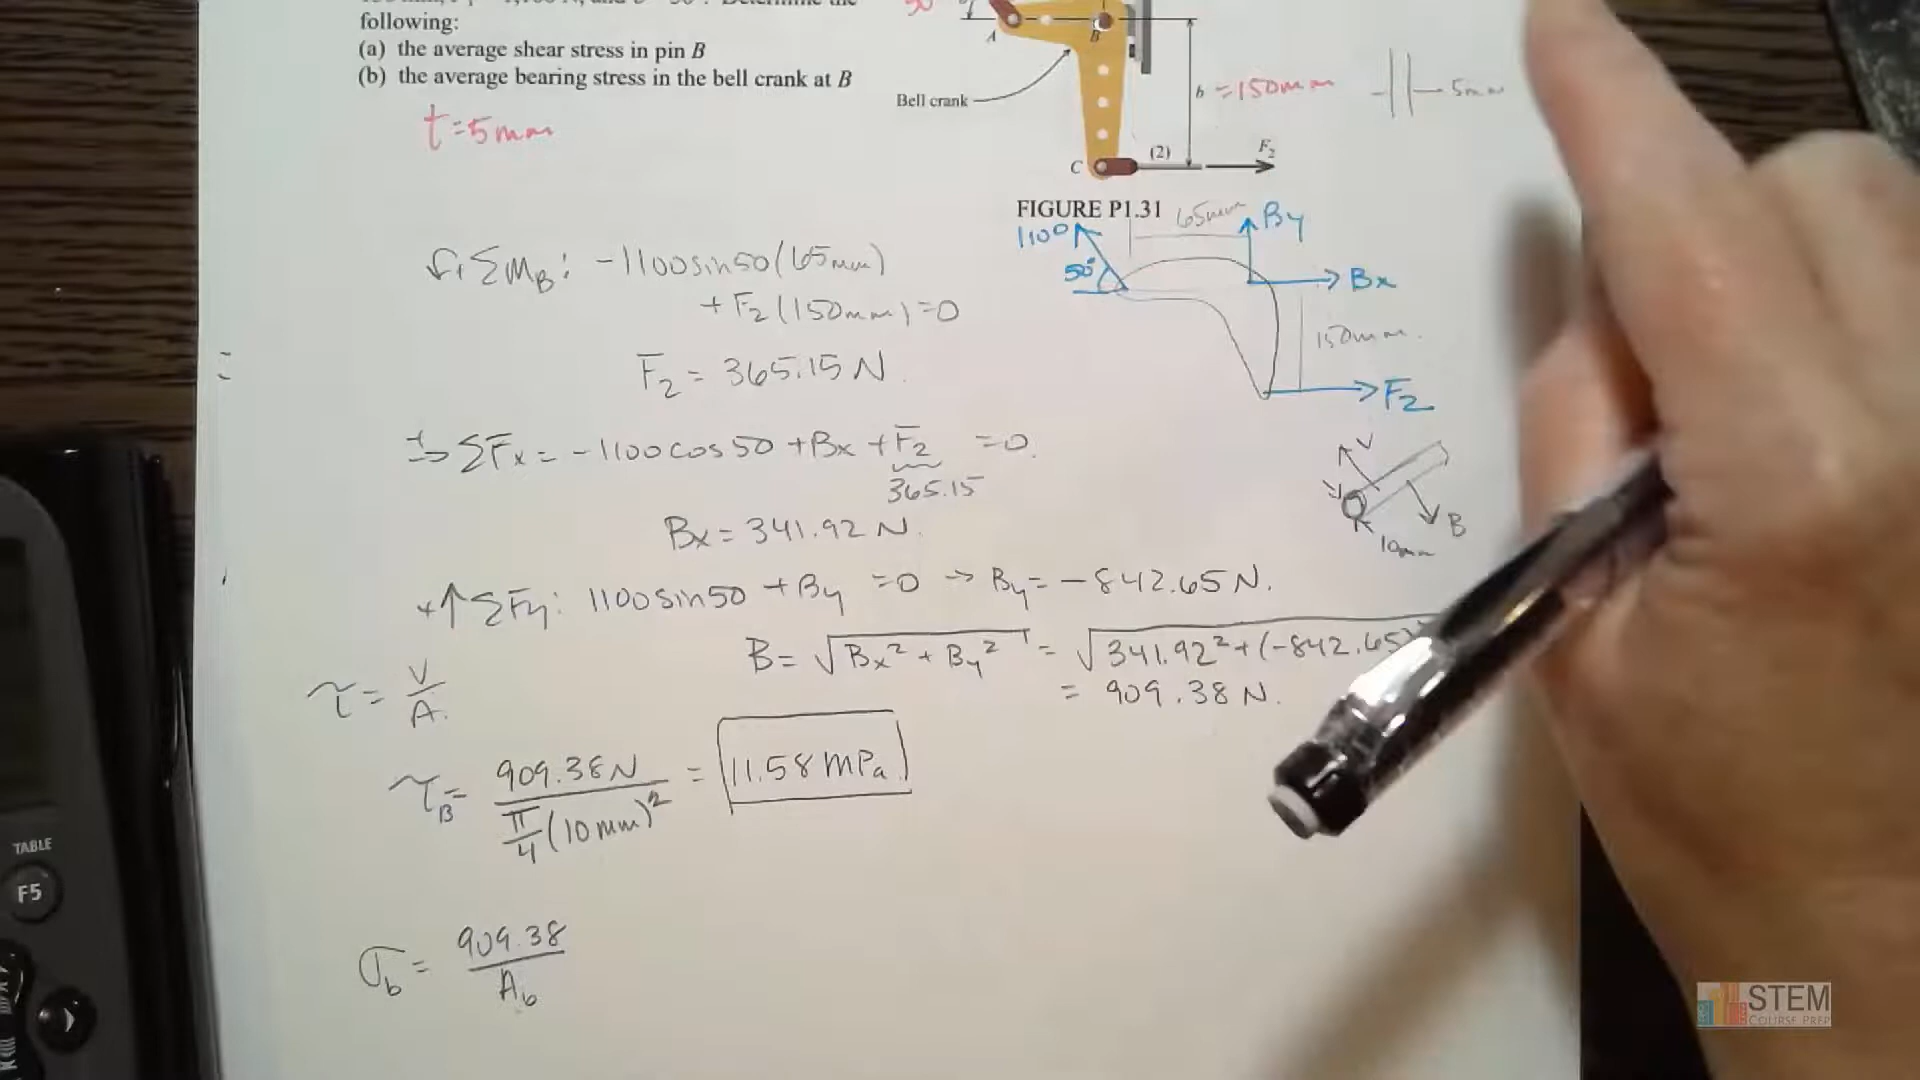 following:
(a) the average shear stress in pin B
(b) the average bearing stress in the bell crank at B
t=5mm
A
B
b =150mm
5mm
Bell crank
C
(2)
F2
FIGURE P1.31
65mm
By
1100
50°
Bx
150mm
F2
V
B
10mm
+ΣMB: -1100sin50(65mm)
+ F2(150mm)=0
F2 = 365.15 N
+→ΣFx = -1100cos50 +Bx +F2 =0.
365.15
Bx = 341.92 N.
+↑ΣFy: 1100sin50 +By =0 → By= -842.65 N.
B= √Bx² + By² = √341.92²+(-842.65)
= 909.38 N.
τ = V/A.
τB = 909.38N / π/4 (10mm)² = 11.58 MPa
σb = 909.38 / Ab
TABLE
F5
STEM
COURSE PREP